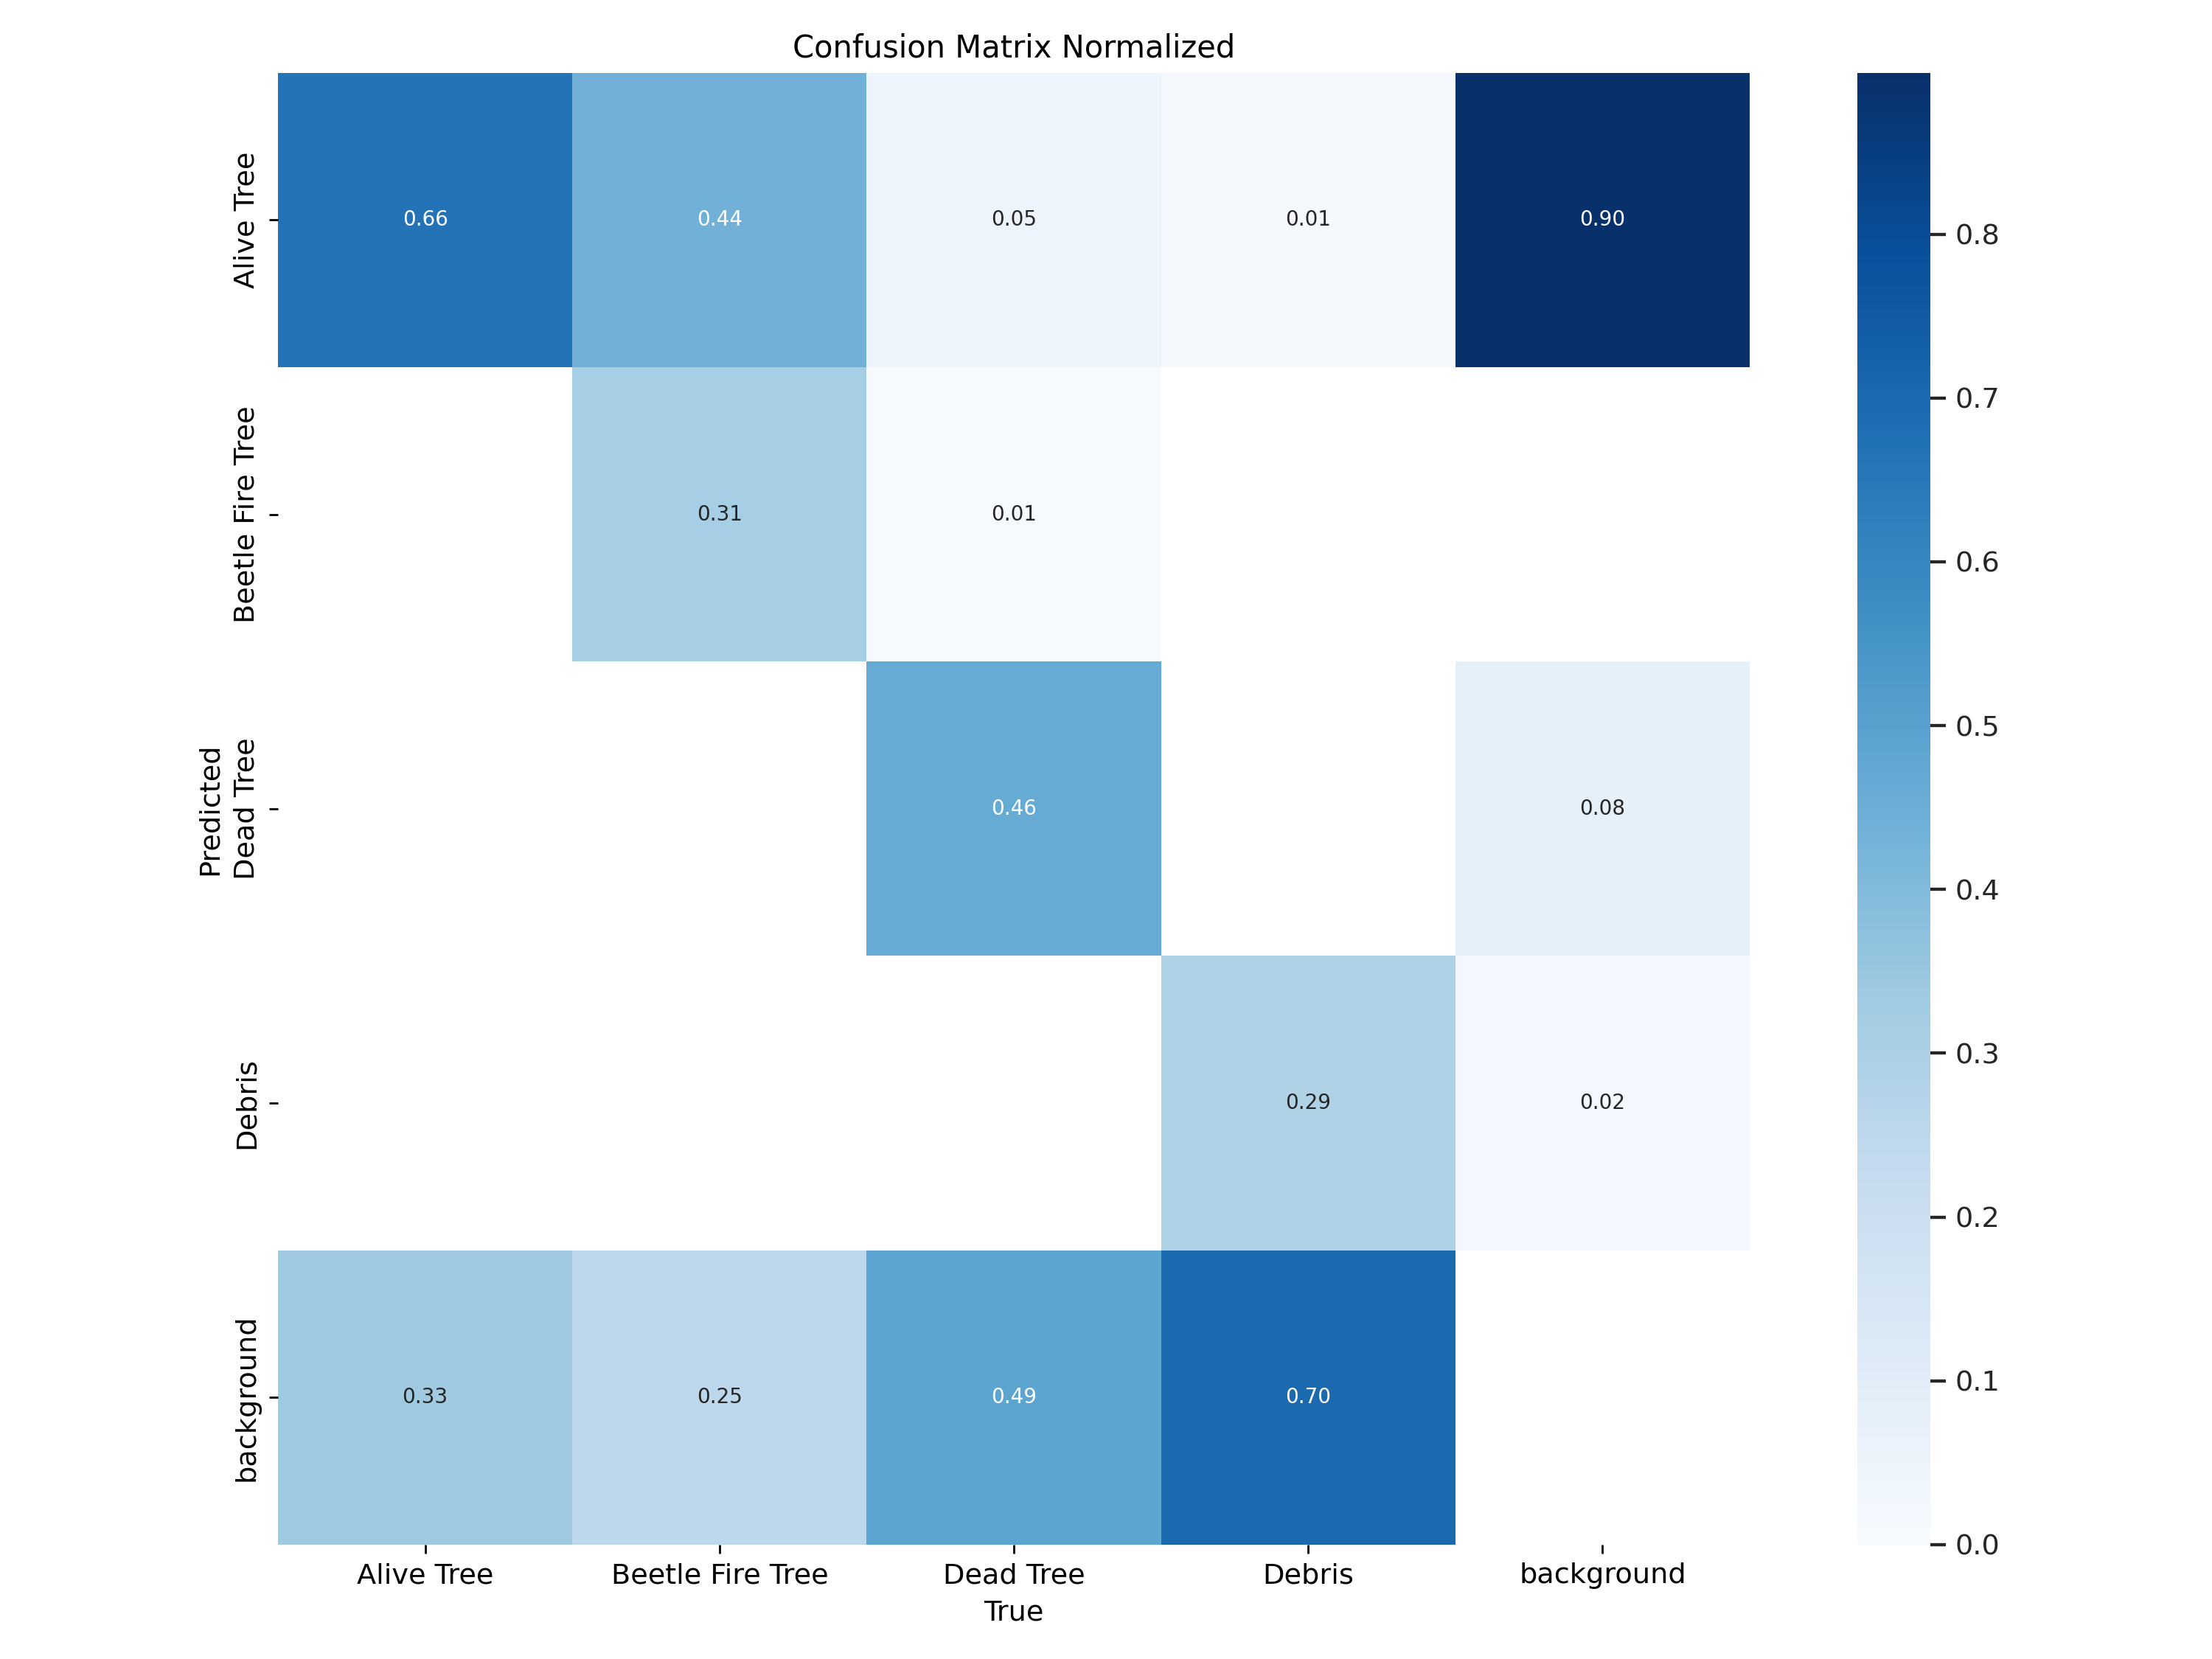 Confusion Matrix Normalized
Alive Tree
0.66
0.44
0.05
0.01
0.90
Beetle Fire Tree
0.31
0.01
Predicted
Dead Tree
0.46
0.08
Debris
0.29
0.02
background
0.33
0.25
0.49
0.70
Alive Tree
Beetle Fire Tree
Dead Tree
Debris
background
True
0.8
0.7
0.6
0.5
0.4
0.3
0.2
0.1
0.0